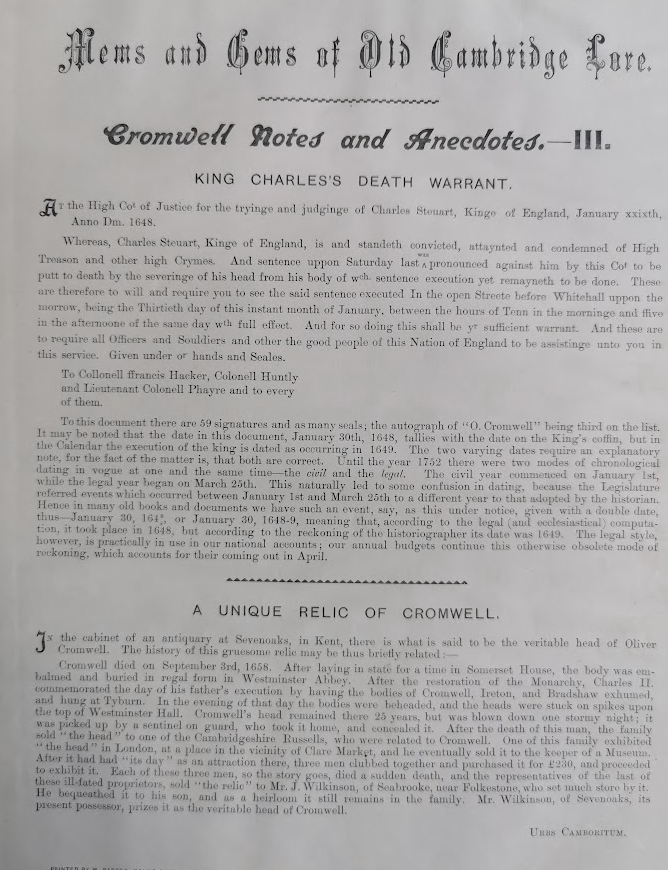 Mems and Gems of Old Cambridge Lore.
Cromwell Notes and Anecdotes.—III.
KING CHARLES'S DEATH WARRANT.
At the High Cot of Justice for the tryinge and judginge of Charles Steuart, Kinge of England, January xxixth,
Anno Dm. 1648.
Whereas, Charles Steuart, Kinge of England, is and standeth convicted, attaynted and condemned of High
Treason and other high Crymes. And sentence uppon Saturday last was pronounced against him by this Cot to be
putt to death by the severinge of his head from his body of wch. sentence execution yet remayneth to be done. These
are therefore to will and require you to see the said sentence executed In the open Streete before Whitehall uppon the
morrow, being the Thirtieth day of this instant month of January, between the hours of Tenn in the morninge and ffive
in the afternoone of the same day wth full effect. And for so doing this shall be yr sufficient warrant. And these are
to require all Officers and Souldiers and other the good people of this Nation of England to be assistinge unto you in
this service. Given under or hands and Seales.
To Collonell ffrancis Hacker, Colonell Huntly
and Lieutenant Colonell Phayre and to every
of them.
To this document there are 59 signatures and as many seals; the autograph of "O. Cromwell" being third on the list.
It may be noted that the date in this document, January 30th, 1648, tallies with the date on the King's coffin, but in
the Calendar the execution of the king is dated as occurring in 1649. The two varying dates require an explanatory
note, for the fact of the matter is, that both are correct. Until the year 1752 there were two modes of chronological
dating in vogue at one and the same time—the civil and the legal. The civil year commenced on January 1st,
while the legal year began on March 25th. This naturally led to some confusion in dating, because the Legislature
referred events which occurred between January 1st and March 25th to a different year to that adopted by the historian.
Hence in many old books and documents we have such an event, say, as this under notice, given with a double date,
thus—January 30, 164 or January 30, 1648-9, meaning that, according to the legal (and ecclesiastical) computa-
tion, it took place in 1648, but according to the reckoning of the historiographer its date was 1649. The legal style,
however, is practically in use in our national accounts; our annual budgets continue this otherwise obsolete mode of
reckoning, which accounts for their coming out in April.
A UNIQUE RELIC OF CROMWELL.
In the cabinet of an antiquary at Sevenoaks, in Kent, there is what is said to be the veritable head of Oliver
Cromwell. The history of this gruesome relic may be thus briefly related:—
Cromwell died on September 3rd, 1658. After laying in state for a time in Somerset House, the body was em-
balmed and buried in regal form in Westminster Abbey. After the restoration of the Monarchy, Charles II.
commemorated the day of his father's execution by having the bodies of Cromwell, Ireton, and Bradshaw exhumed,
and hung at Tyburn. In the evening of that day the bodies were beheaded, and the heads were stuck on spikes upon
the top of Westminster Hall. Cromwell's head remained there 25 years, but was blown down one stormy night; it
was picked up by a sentinel on guard, who took it home, and concealed it. After the death of this man, the family
sold "the head" to one of the Cambridgeshire Russells, who were related to Cromwell. One of this family exhibited
"the head" in London, at a place in the vicinity of Clare Market, and he eventually sold it to the keeper of a Museum.
After it had had "its day" as an attraction there, three men clubbed together and purchased it for £230, and proceeded
to exhibit it. Each of these three men, so the story goes, died a sudden death, and the representatives of the last of
these ill-fated proprietors, sold "the relic" to Mr. J. Wilkinson, of Seabrooke, near Folkestone, who set much store by it.
He bequeathed it to his son, and as a heirloom it still remains in the family. Mr. Wilkinson, of Sevenoaks, its
present possessor, prizes it as the veritable head of Cromwell.
URBS CAMBORITUM.
PRINTED BY W.